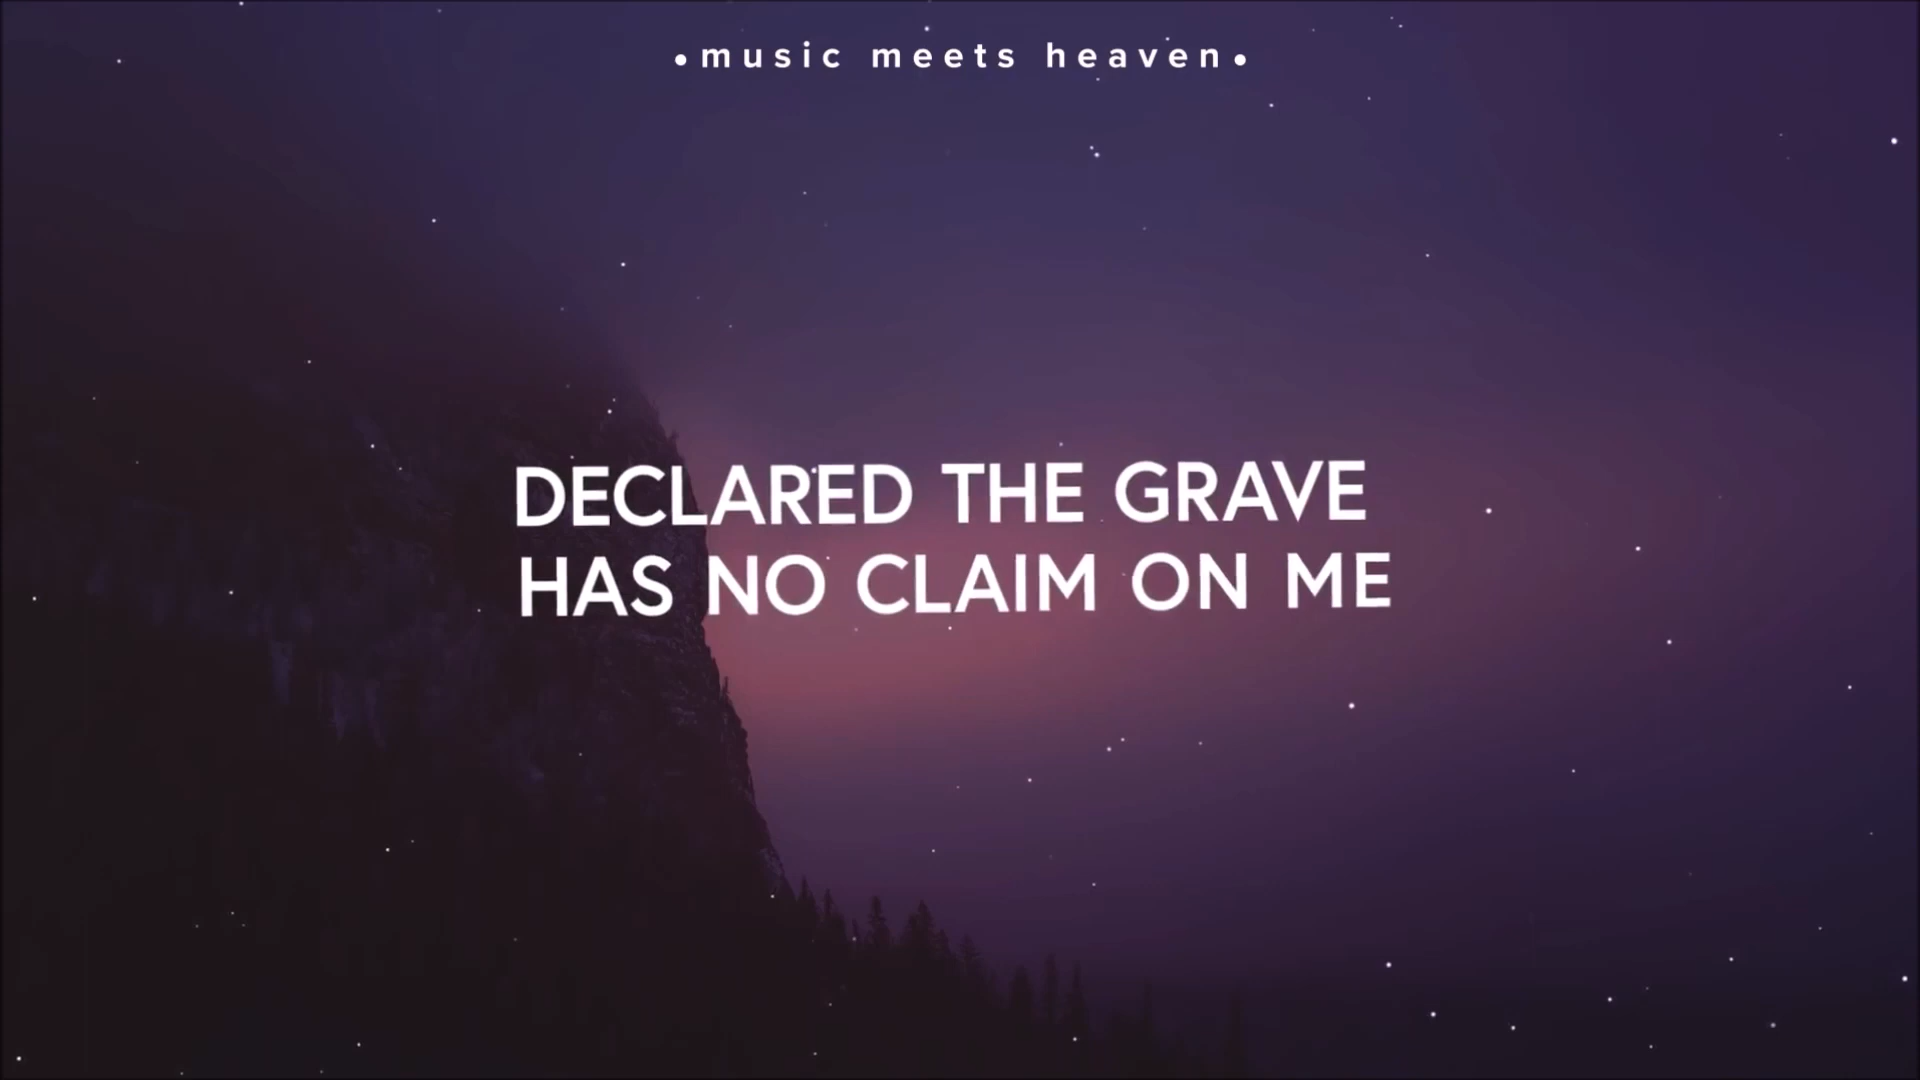 •music meets heaven•
DECLARED THE GRAVE
HAS NO CLAIM ON ME